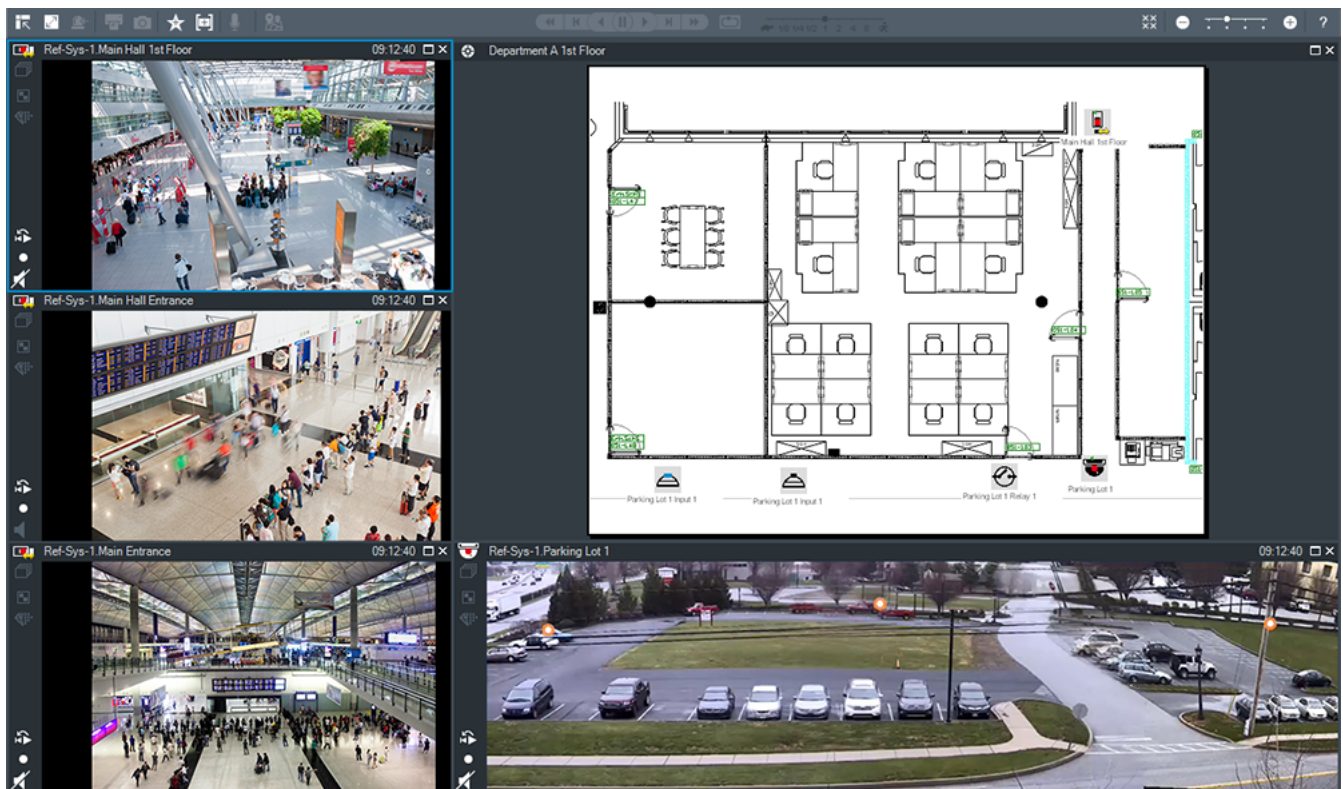 ?
Ref-Sys-1.Main Hall 1st Floor 09:12:40
Department A 1st Floor
Main Hall 1st Floor
Ref-Sys-1.Main Hall Entrance 09:12:40
Parking Lot 1 Input 1
Parking Lot 1 Input 1
Parking Lot 1 Relay 1
Parking Lot 1
Ref-Sys-1.Main Entrance 09:12:40
Ref-Sys-1.Parking Lot 1 09:12:40